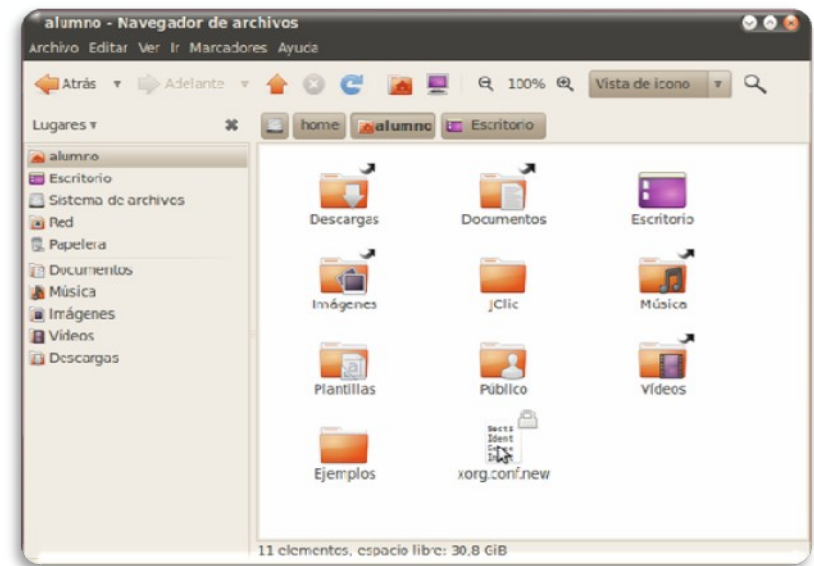 alumno - Navegador de archivos
Archivo Editar Ver Ir Marcadores Ayuda
Atrás Adelante 100% Vista de icono
Lugares
home alumno Escritorio
alumno
Escritorio
Sistema de archivos
Red
Papelera
Documentos
Música
Imágenes
Vídeos
Descargas
Descargas Documentos Escritorio
Imágenes JClic Música
Plantillas Público Vídeos
Ejemplos xorg.conf.new
11 elementos, espacio libre: 30,8 GiB